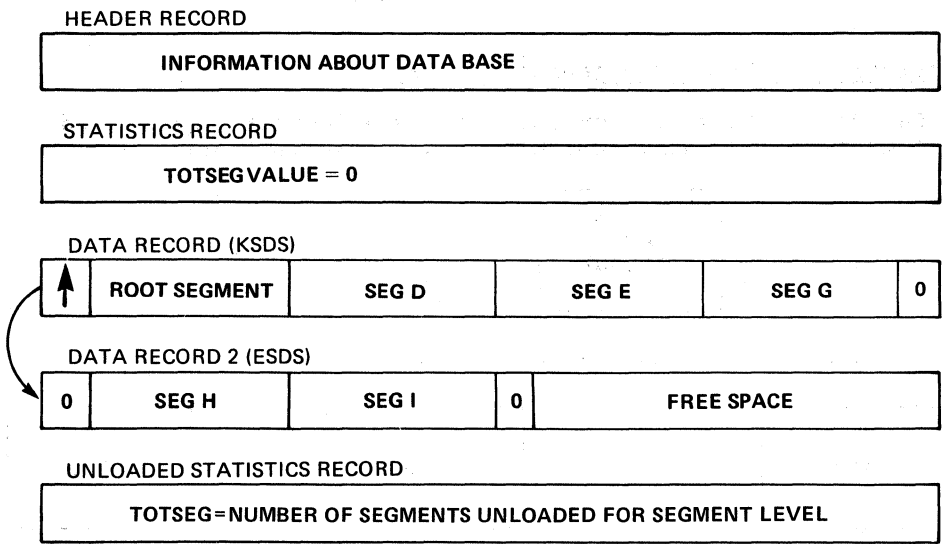 HEADER RECORD
INFORMATION ABOUT DATA BASE
STATISTICS RECORD
TOTSEG VALUE = 0
DATA RECORD (KSDS)
ROOT SEGMENT SEG D SEG E SEG G 0
DATA RECORD 2 (ESDS)
0 SEG H SEG I 0 FREE SPACE
UNLOADED STATISTICS RECORD
TOTSEG=NUMBER OF SEGMENTS UNLOADED FOR SEGMENT LEVEL